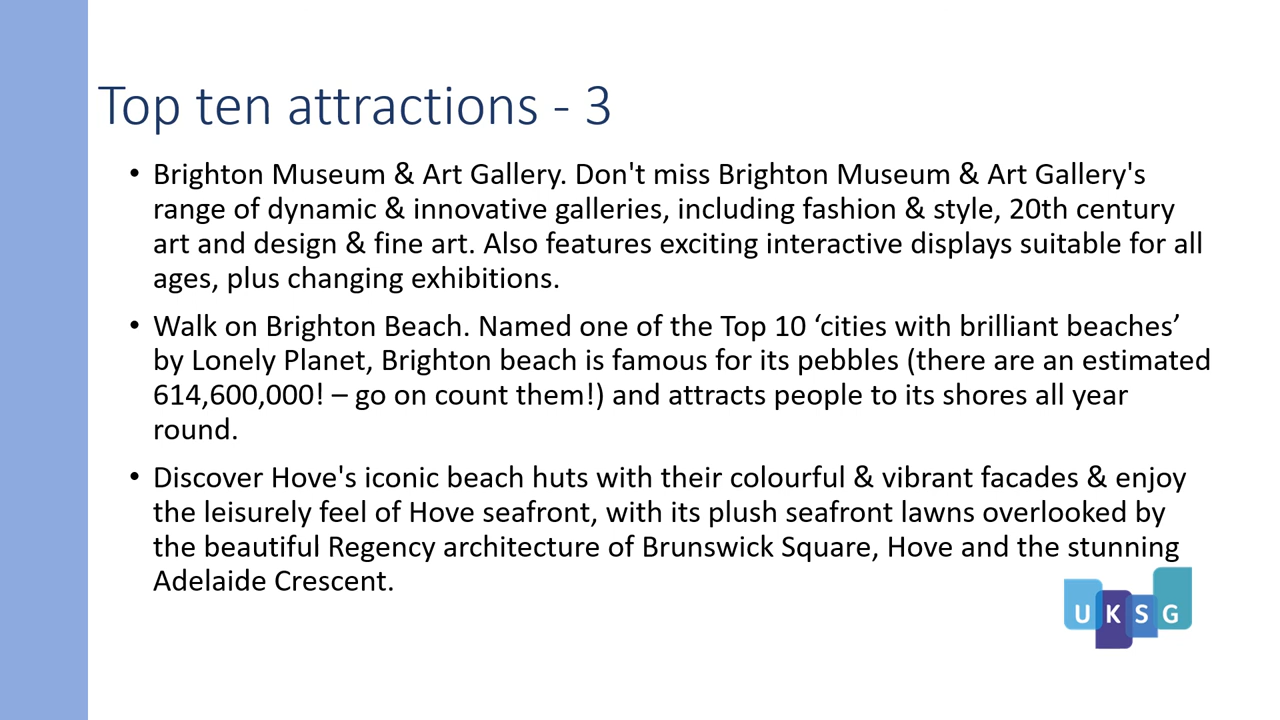 Top ten attractions - 3
• Brighton Museum & Art Gallery. Don't miss Brighton Museum & Art Gallery's
range of dynamic & innovative galleries, including fashion & style, 20th century
art and design & fine art. Also features exciting interactive displays suitable for all
ages, plus changing exhibitions.
• Walk on Brighton Beach. Named one of the Top 10 ‘cities with brilliant beaches’
by Lonely Planet, Brighton beach is famous for its pebbles (there are an estimated
614,600,000! – go on count them!) and attracts people to its shores all year
round.
• Discover Hove's iconic beach huts with their colourful & vibrant facades & enjoy
the leisurely feel of Hove seafront, with its plush seafront lawns overlooked by
the beautiful Regency architecture of Brunswick Square, Hove and the stunning
Adelaide Crescent.
UKSG